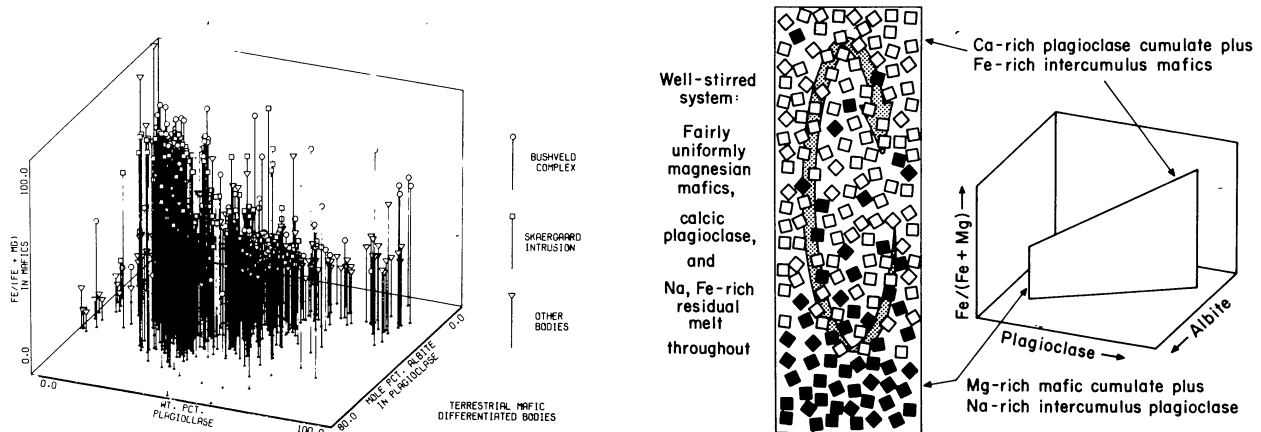 100.0
FE/(FE + MG)
IN MAFICS
0.0
0.0
WT. PCT.
PLAGIOCLASE
100.0
80.0
MOLE PCT. ALBITE
IN PLAGIOCLASE
0.0
BUSHVELD
COMPLEX
SKAERGAARD
INTRUSION
OTHER
BODIES
TERRESTRIAL MAFIC
DIFFERENTIATED BODIES
Well-stirred
system:
Fairly
uniformly
magnesian
mafics,
calcic
plagioclase,
and
Na, Fe-rich
residual
melt
throughout
Ca-rich plagioclase cumulate plus
Fe-rich intercumulus mafics
Fe/(Fe + Mg)
Plagioclase
Albite
Mg-rich mafic cumulate plus
Na-rich intercumulus plagioclase